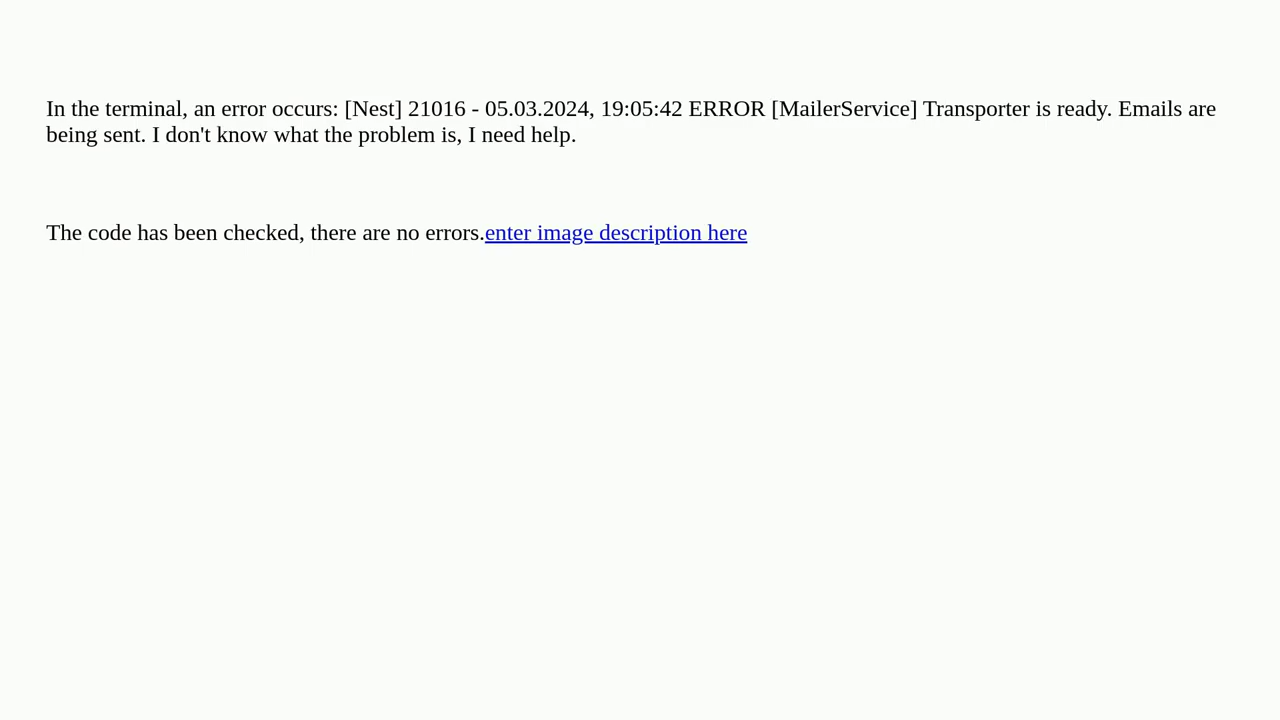 In the terminal, an error occurs: [Nest] 21016 - 05.03.2024, 19:05:42 ERROR [MailerService] Transporter is ready. Emails are
being sent. I don't know what the problem is, I need help.
The code has been checked, there are no errors.enter image description here